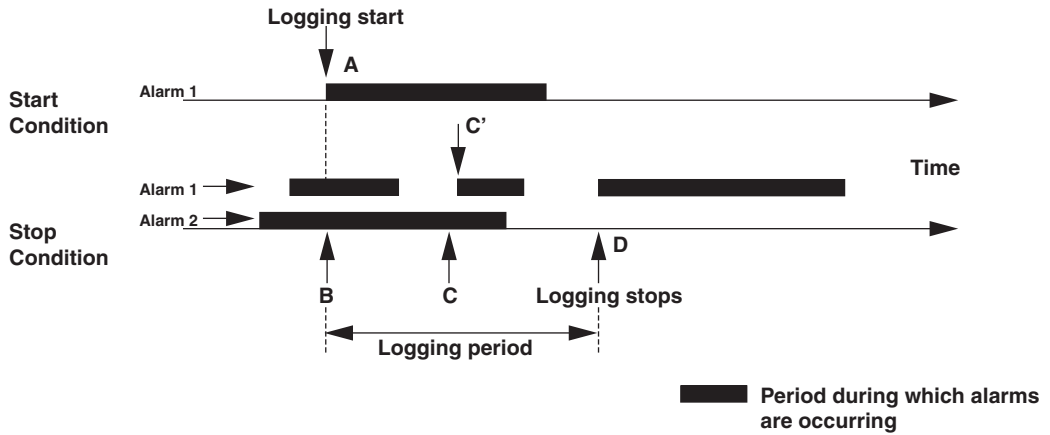 Logging start
A
Alarm 1
Start
Condition
C’
Time
Alarm 1
Alarm 2
Stop
Condition
D
B
C
Logging stops
Logging period
Period during which alarms
are occurring